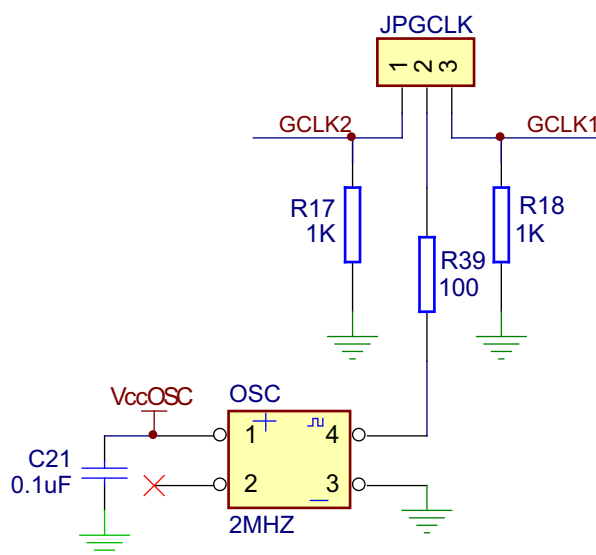 JPGCLK
1 2 3
GCLK2
GCLK1
R17
1K
R18
1K
R39
100
VccOSC
OSC
1
4
C21
0.1uF
2
3
2MHZ